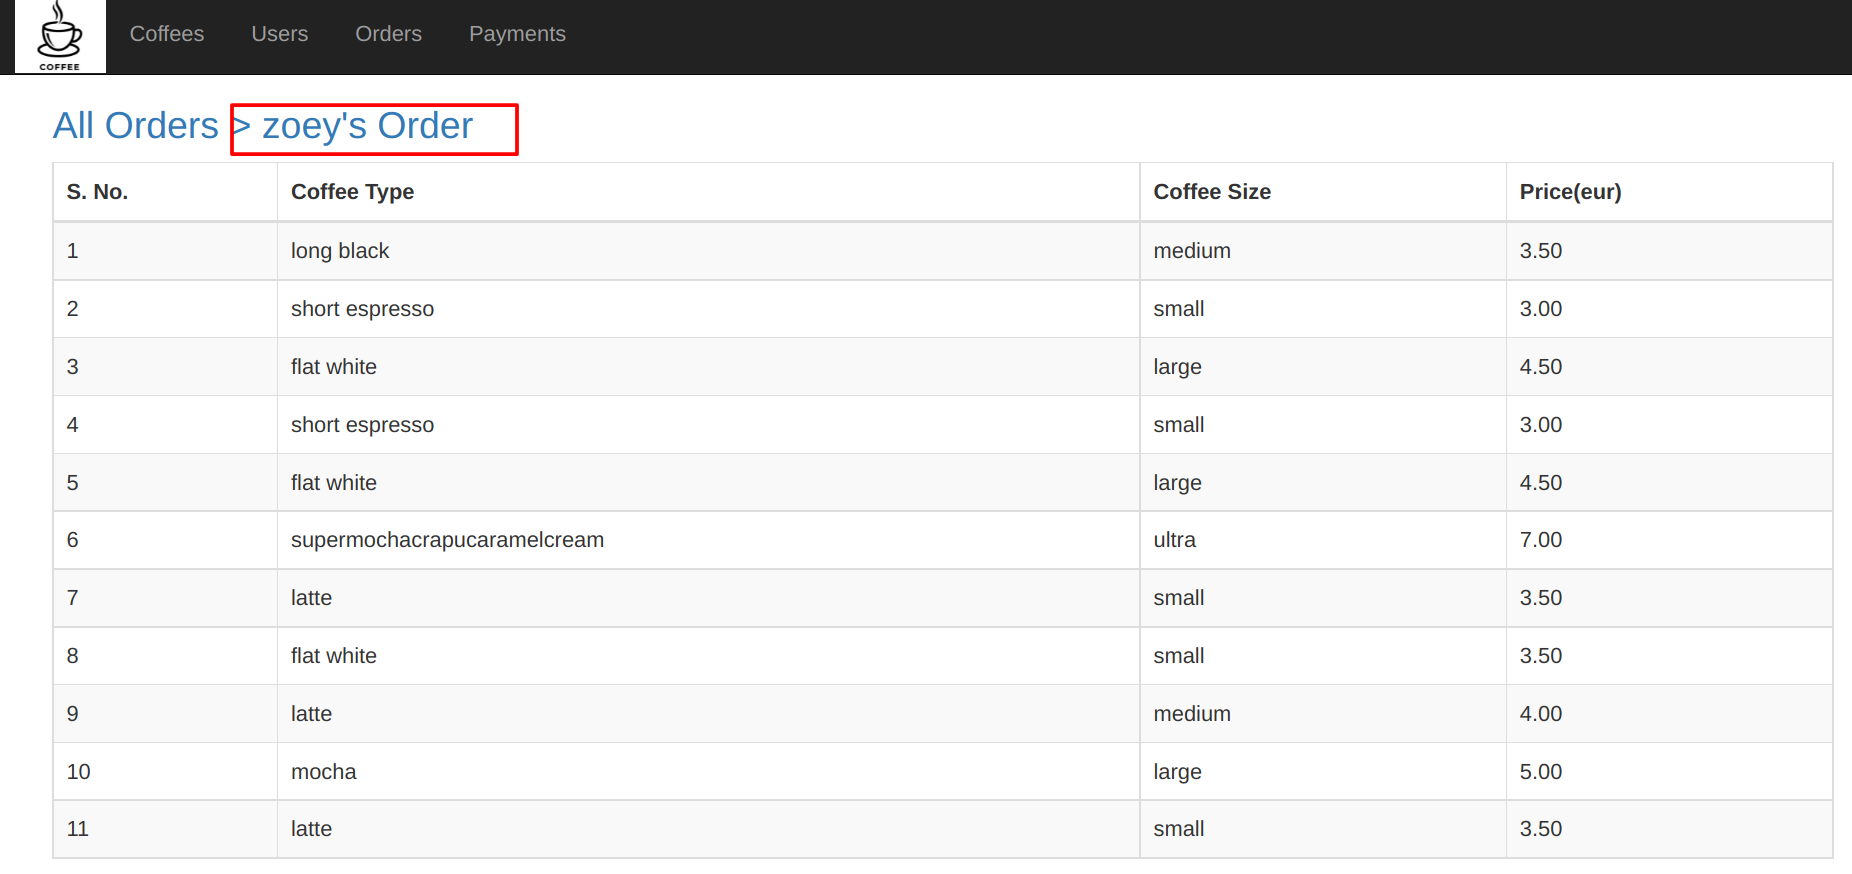 COFFEE
Coffees Users Orders Payments
All Orders > zoey's Order
S. No. Coffee Type Coffee Size Price(eur)
1 long black medium 3.50
2 short espresso small 3.00
3 flat white large 4.50
4 short espresso small 3.00
5 flat white large 4.50
6 supermochacrapucaramelcream ultra 7.00
7 latte small 3.50
8 flat white small 3.50
9 latte medium 4.00
10 mocha large 5.00
11 latte small 3.50